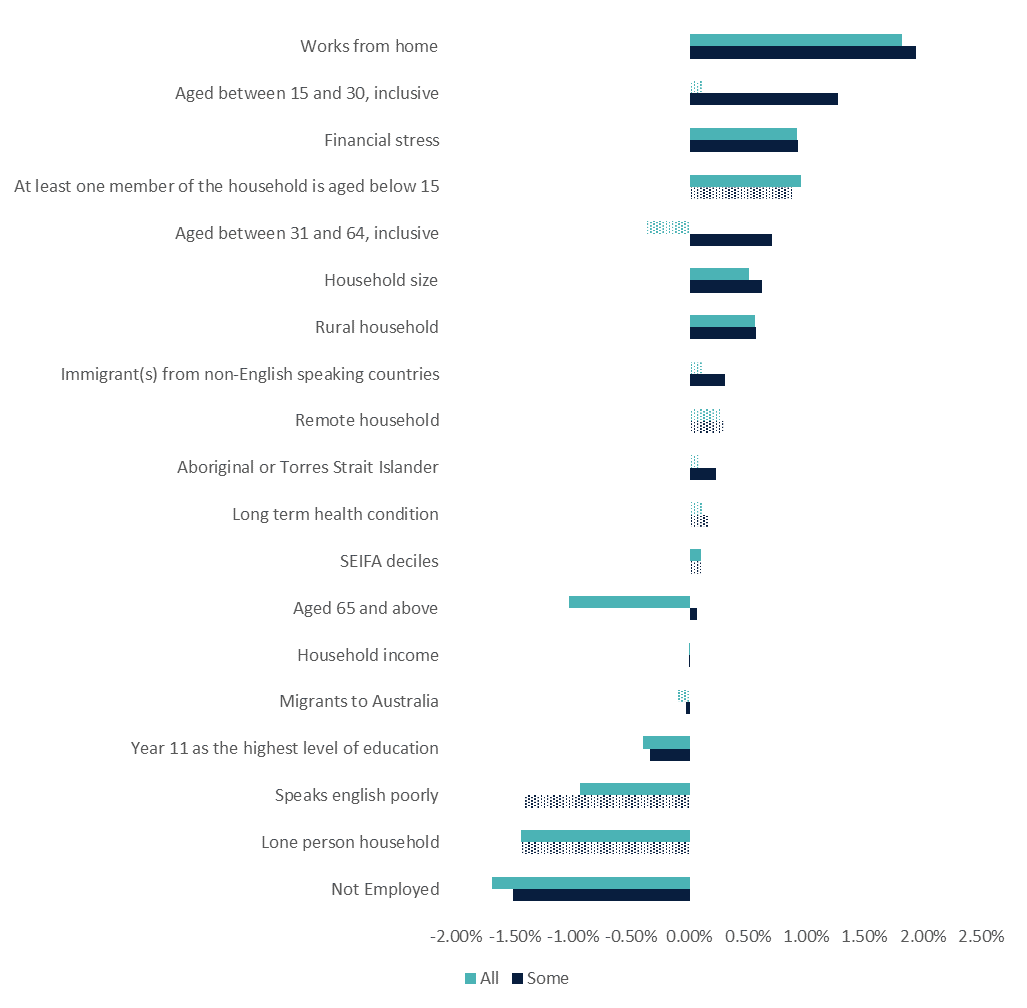 Works from home
Aged between 15 and 30, inclusive
Financial stress
At least one member of the household is aged below 15
Aged between 31 and 64, inclusive
Household size
Rural household
Immigrant(s) from non-English speaking countries
Remote household
Aboriginal or Torres Strait Islander
Long term health condition
SEIFA deciles
Aged 65 and above
Household income
Migrants to Australia
Year 11 as the highest level of education
Speaks english poorly
Lone person household
Not Employed
-2.00% -1.50% -1.00% -0.50% 0.00% 0.50% 1.00% 1.50% 2.00% 2.50%
All Some